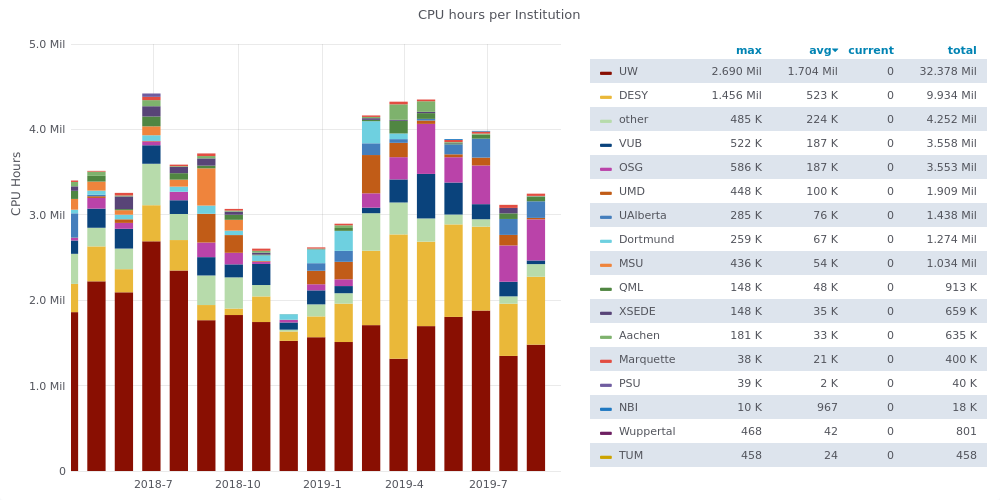 CPU hours per Institution
CPU Hours
5.0 Mil
4.0 Mil
3.0 Mil
2.0 Mil
1.0 Mil
0
2018-7 2018-10 2019-1 2019-4 2019-7
max avg current total
UW 2.690 Mil 1.704 Mil 0 32.378 Mil
DESY 1.456 Mil 523 K 0 9.934 Mil
other 485 K 224 K 0 4.252 Mil
VUB 522 K 187 K 0 3.558 Mil
OSG 586 K 187 K 0 3.553 Mil
UMD 448 K 100 K 0 1.909 Mil
UAlberta 285 K 76 K 0 1.438 Mil
Dortmund 259 K 67 K 0 1.274 Mil
MSU 436 K 54 K 0 1.034 Mil
QML 148 K 48 K 0 913 K
XSEDE 148 K 35 K 0 659 K
Aachen 181 K 33 K 0 635 K
Marquette 38 K 21 K 0 400 K
PSU 39 K 2 K 0 40 K
NBI 10 K 967 0 18 K
Wuppertal 468 42 0 801
TUM 458 24 0 458